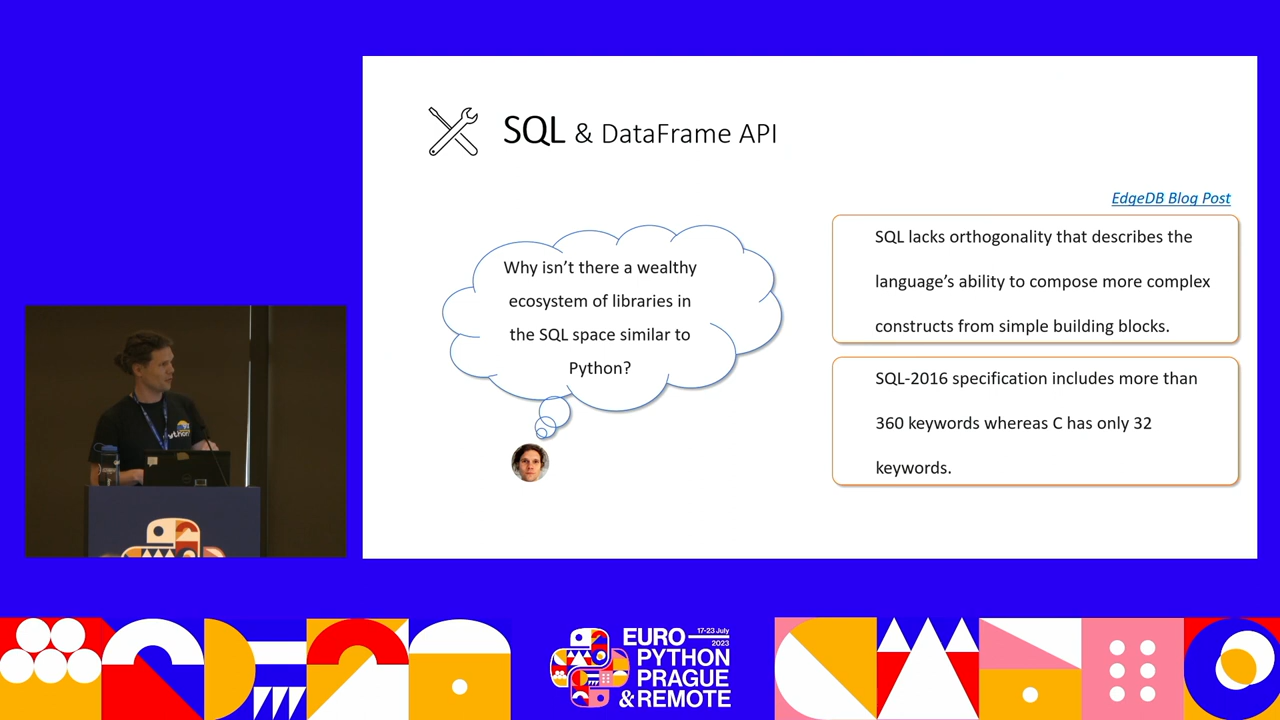 SQL & DataFrame API
EdgeDB Blog Post
Why isn't there a wealthy
ecosystem of libraries in
the SQL space similar to
Python?
SQL lacks orthogonality that describes the
language's ability to compose more complex
constructs from simple building blocks.
SQL-2016 specification includes more than
360 keywords whereas C has only 32
keywords.
EURO
17-23 July
2023
PYTHON
PRAGUE
& REMOTE